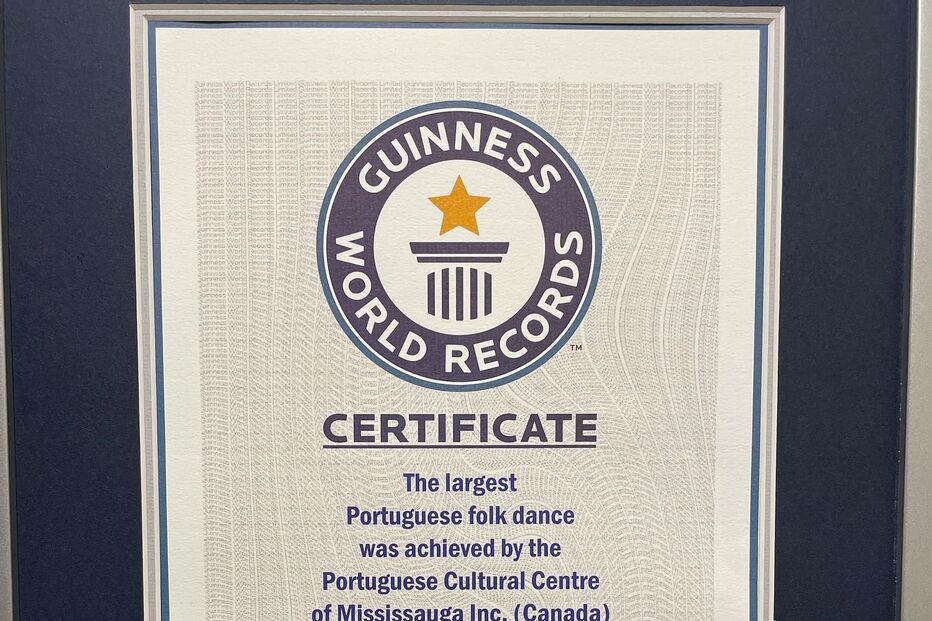 GUINNESS
WORLD RECORDS
TM
CERTIFICATE
The largest
Portuguese folk dance
was achieved by the
Portuguese Cultural Centre
of Mississauga Inc. (Canada)